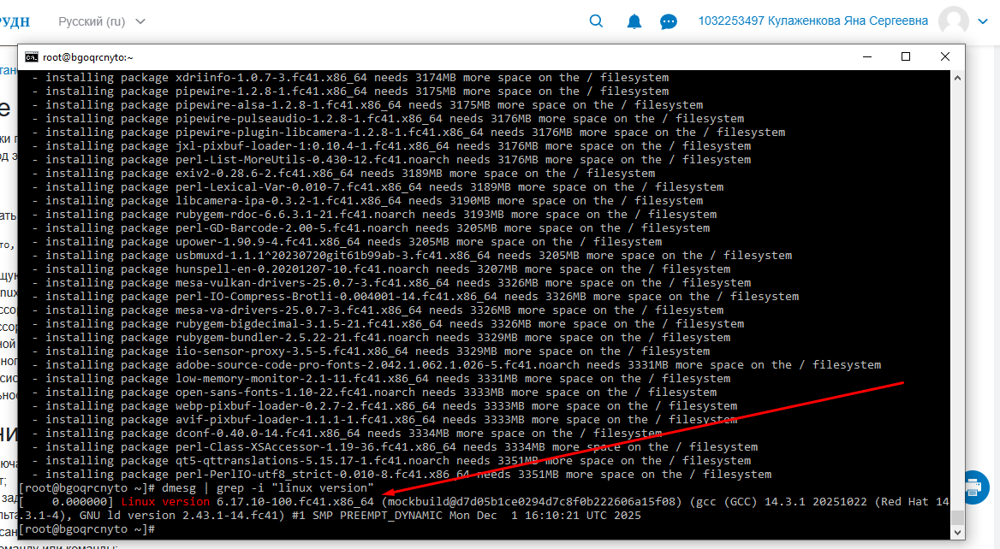 РУДН
Русский (ru)
1032253497 Кулаженкова Яна Сергеевна
root@bgoqrcnyto:~
- installing package xdriinfo-1.0.7-3.fc41.x86_64 needs 3174MB more space on the / filesystem
- installing package pipewire-1.2.8-1.fc41.x86_64 needs 3175MB more space on the / filesystem
- installing package pipewire-alsa-1.2.8-1.fc41.x86_64 needs 3175MB more space on the / filesystem
- installing package pipewire-pulseaudio-1.2.8-1.fc41.x86_64 needs 3176MB more space on the / filesystem
- installing package pipewire-plugin-libcamera-1.2.8-1.fc41.x86_64 needs 3176MB more space on the / filesystem
- installing package jxl-pixbuf-loader-1:0.10.4-1.fc41.x86_64 needs 3176MB more space on the / filesystem
- installing package perl-List-MoreUtils-0.430-12.fc41.noarch needs 3176MB more space on the / filesystem
- installing package exiv2-0.28.6-2.fc41.x86_64 needs 3189MB more space on the / filesystem
- installing package perl-Lexical-Var-0.010-7.fc41.x86_64 needs 3189MB more space on the / filesystem
- installing package libcamera-ipa-0.3.2-1.fc41.x86_64 needs 3190MB more space on the / filesystem
- installing package rubygem-rdoc-6.6.3.1-21.fc41.noarch needs 3193MB more space on the / filesystem
- installing package perl-GD-Barcode-2.00-5.fc41.noarch needs 3205MB more space on the / filesystem
- installing package upower-1.90.9-4.fc41.x86_64 needs 3205MB more space on the / filesystem
- installing package usbmuxd-1.1.1^20230720git61b99ab-3.fc41.x86_64 needs 3205MB more space on the / filesystem
- installing package hunspell-en-0.20201207-10.fc41.noarch needs 3207MB more space on the / filesystem
- installing package mesa-vulkan-drivers-25.0.7-3.fc41.x86_64 needs 3326MB more space on the / filesystem
- installing package perl-IO-Compress-Brotli-0.004001-14.fc41.x86_64 needs 3326MB more space on the / filesystem
- installing package mesa-va-drivers-25.0.7-3.fc41.x86_64 needs 3326MB more space on the / filesystem
- installing package rubygem-bigdecimal-3.1.5-21.fc41.x86_64 needs 3326MB more space on the / filesystem
- installing package rubygem-bundler-2.5.22-21.fc41.noarch needs 3329MB more space on the / filesystem
- installing package iio-sensor-proxy-3.5-5.fc41.x86_64 needs 3329MB more space on the / filesystem
- installing package adobe-source-code-pro-fonts-2.042.1.062.1.026-5.fc41.noarch needs 3331MB more space on the / filesystem
- installing package low-memory-monitor-2.1-11.fc41.x86_64 needs 3331MB more space on the / filesystem
- installing package open-sans-fonts-1.10-22.fc41.noarch needs 3333MB more space on the / filesystem
- installing package webp-pixbuf-loader-0.2.7-2.fc41.x86_64 needs 3333MB more space on the / filesystem
- installing package avif-pixbuf-loader-1.1.1-1.fc41.x86_64 needs 3333MB more space on the / filesystem
- installing package dconf-0.40.0-14.fc41.x86_64 needs 3334MB more space on the / filesystem
- installing package perl-Class-XSAccessor-1.19-36.fc41.x86_64 needs 3334MB more space on the / filesystem
- installing package qt5-qttranslations-5.15.17-1.fc41.noarch needs 3351MB more space on the / filesystem
- installing package perl-PerlIO-utf8_strict-0.010-8.fc41.x86_64 needs 3351MB more space on the / filesystem
[root@bgoqrcnyto ~]# dmesg | grep -i "linux version"
[    0.000000] Linux version 6.17.10-100.fc41.x86_64 (mockbuild@d7d05b1ce0294d7c8f0b222606a15f08) (gcc (GCC) 14.3.1 20251022 (Red Hat 14
.3.1-4), GNU ld version 2.43.1-14.fc41) #1 SMP PREEMPT_DYNAMIC Mon Dec  1 16:10:21 UTC 2025
[root@bgoqrcnyto ~]#